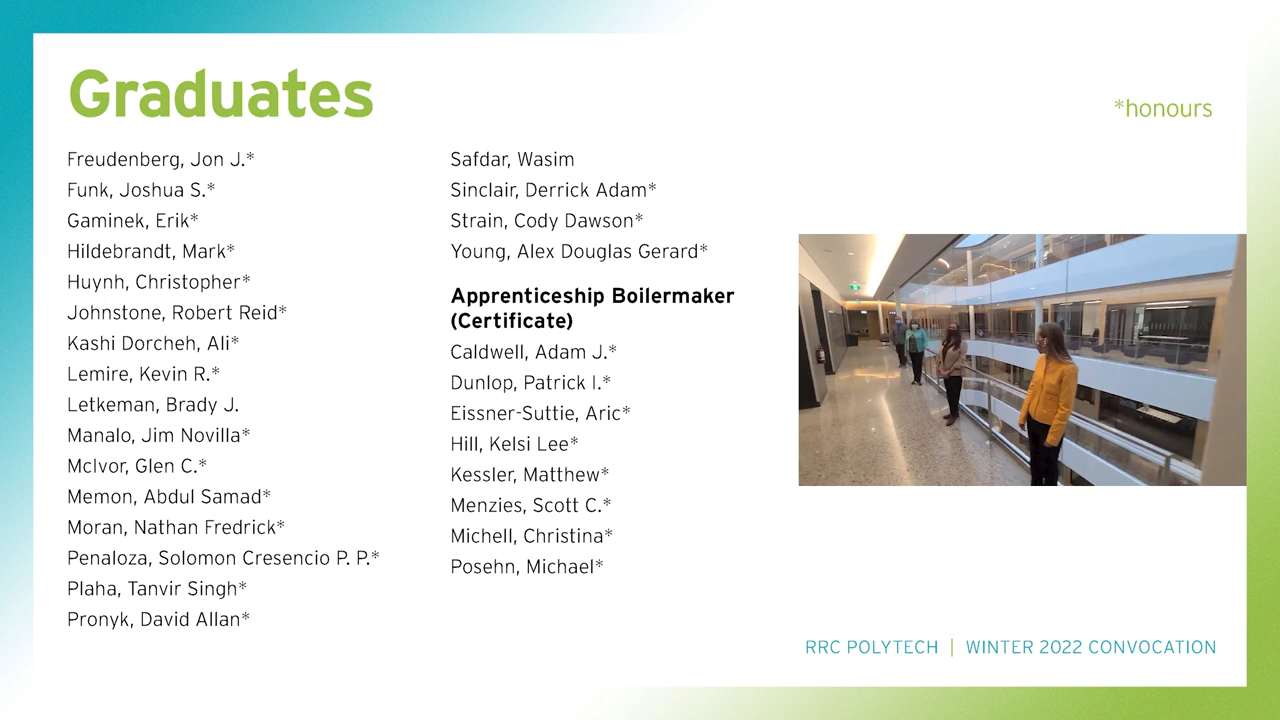 Graduates
*honours
Freudenberg, Jon J.*
Funk, Joshua S.*
Gaminek, Erik*
Hildebrandt, Mark*
Huynh, Christopher*
Johnstone, Robert Reid*
Kashi Dorcheh, Ali*
Lemire, Kevin R.*
Letkeman, Brady J.
Manalo, Jim Novilla*
McIvor, Glen C.*
Memon, Abdul Samad*
Moran, Nathan Fredrick*
Penaloza, Solomon Cresencio P. P.*
Plaha, Tanvir Singh*
Pronyk, David Allan*
Safdar, Wasim
Sinclair, Derrick Adam*
Strain, Cody Dawson*
Young, Alex Douglas Gerard*
Apprenticeship Boilermaker
(Certificate)
Caldwell, Adam J.*
Dunlop, Patrick I.*
Eissner-Suttie, Aric*
Hill, Kelsi Lee*
Kessler, Matthew*
Menzies, Scott C.*
Michell, Christina*
Posehn, Michael*
RRC POLYTECH | WINTER 2022 CONVOCATION